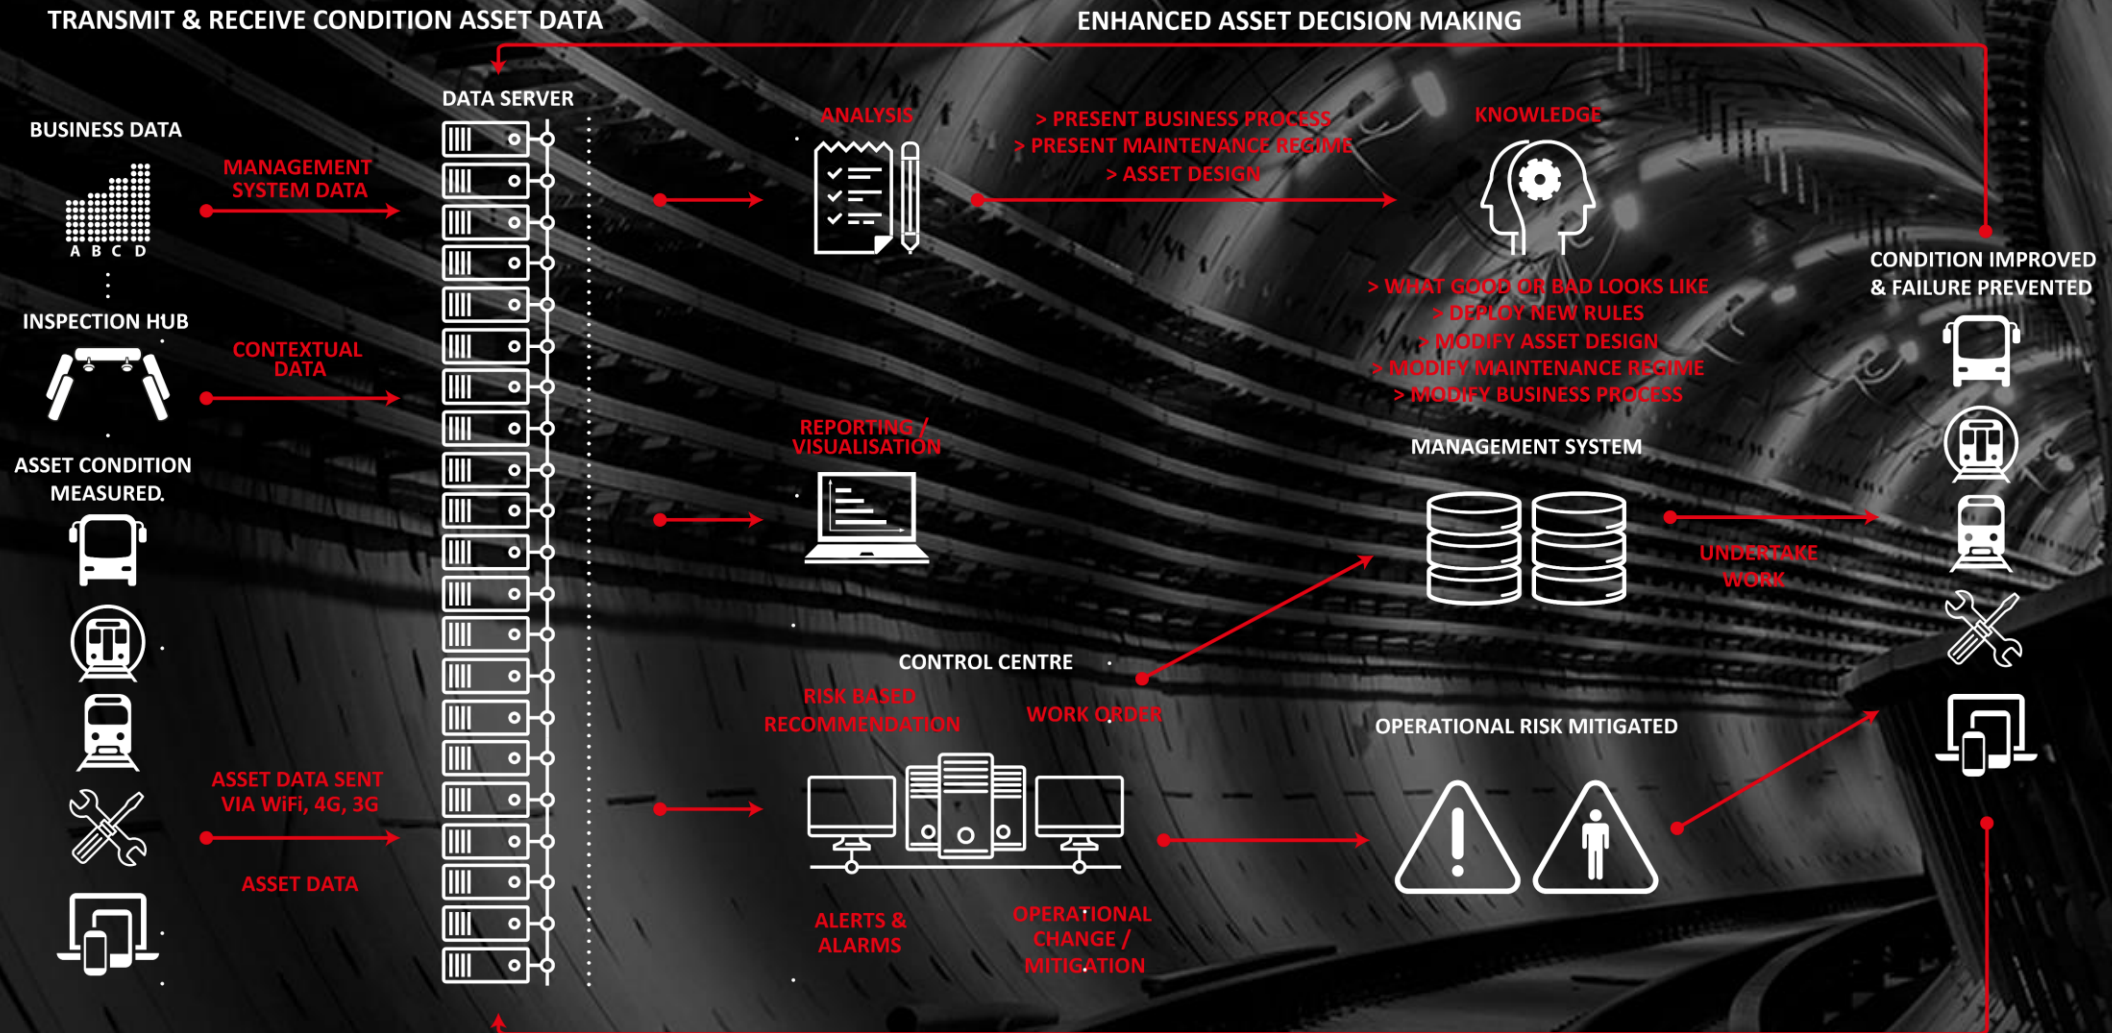 TRANSMIT & RECEIVE CONDITION ASSET DATA
ENHANCED ASSET DECISION MAKING
BUSINESS DATA
A B C D
MANAGEMENT
SYSTEM DATA
INSPECTION HUB
CONTEXTUAL
DATA
ASSET CONDITION
MEASURED.
ASSET DATA SENT
VIA WiFi, 4G, 3G
ASSET DATA
DATA SERVER
ANALYSIS
> PRESENT BUSINESS PROCESS
> PRESENT MAINTENANCE REGIME
> ASSET DESIGN
KNOWLEDGE
> WHAT GOOD OR BAD LOOKS LIKE
> DEPLOY NEW RULES
> MODIFY ASSET DESIGN
> MODIFY MAINTENANCE REGIME
> MODIFY BUSINESS PROCESS
REPORTING /
VISUALISATION
CONTROL CENTRE
RISK BASED
RECOMMENDATION
WORK ORDER
ALERTS &
ALARMS
OPERATIONAL
CHANGE /
MITIGATION
MANAGEMENT SYSTEM
UNDERTAKE
WORK
OPERATIONAL RISK MITIGATED
CONDITION IMPROVED
& FAILURE PREVENTED